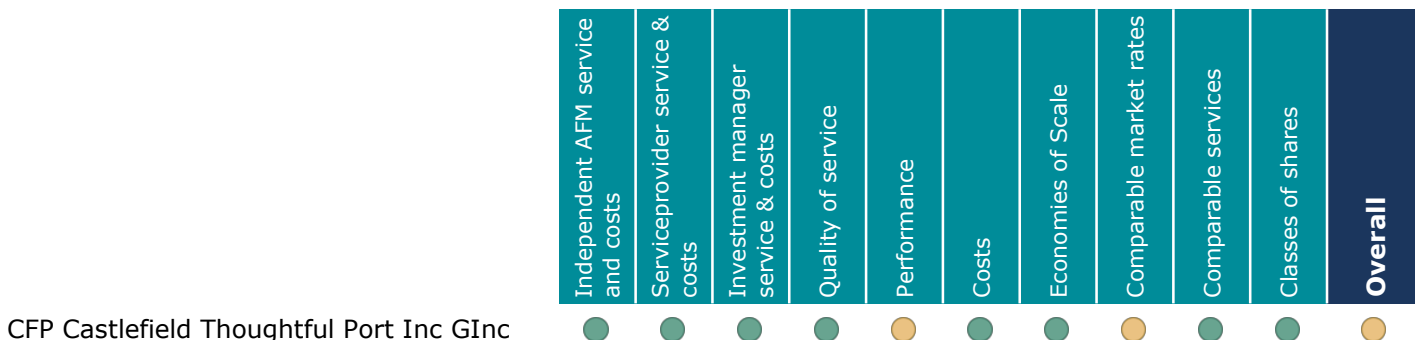 Independent AFM service
and costs
Serviceprovider service &
costs
Investment manager
service & costs
Quality of service
Performance
Costs
Economies of Scale
Comparable market rates
Comparable services
Classes of shares
Overall
CFP Castlefield Thoughtful Port Inc GInc